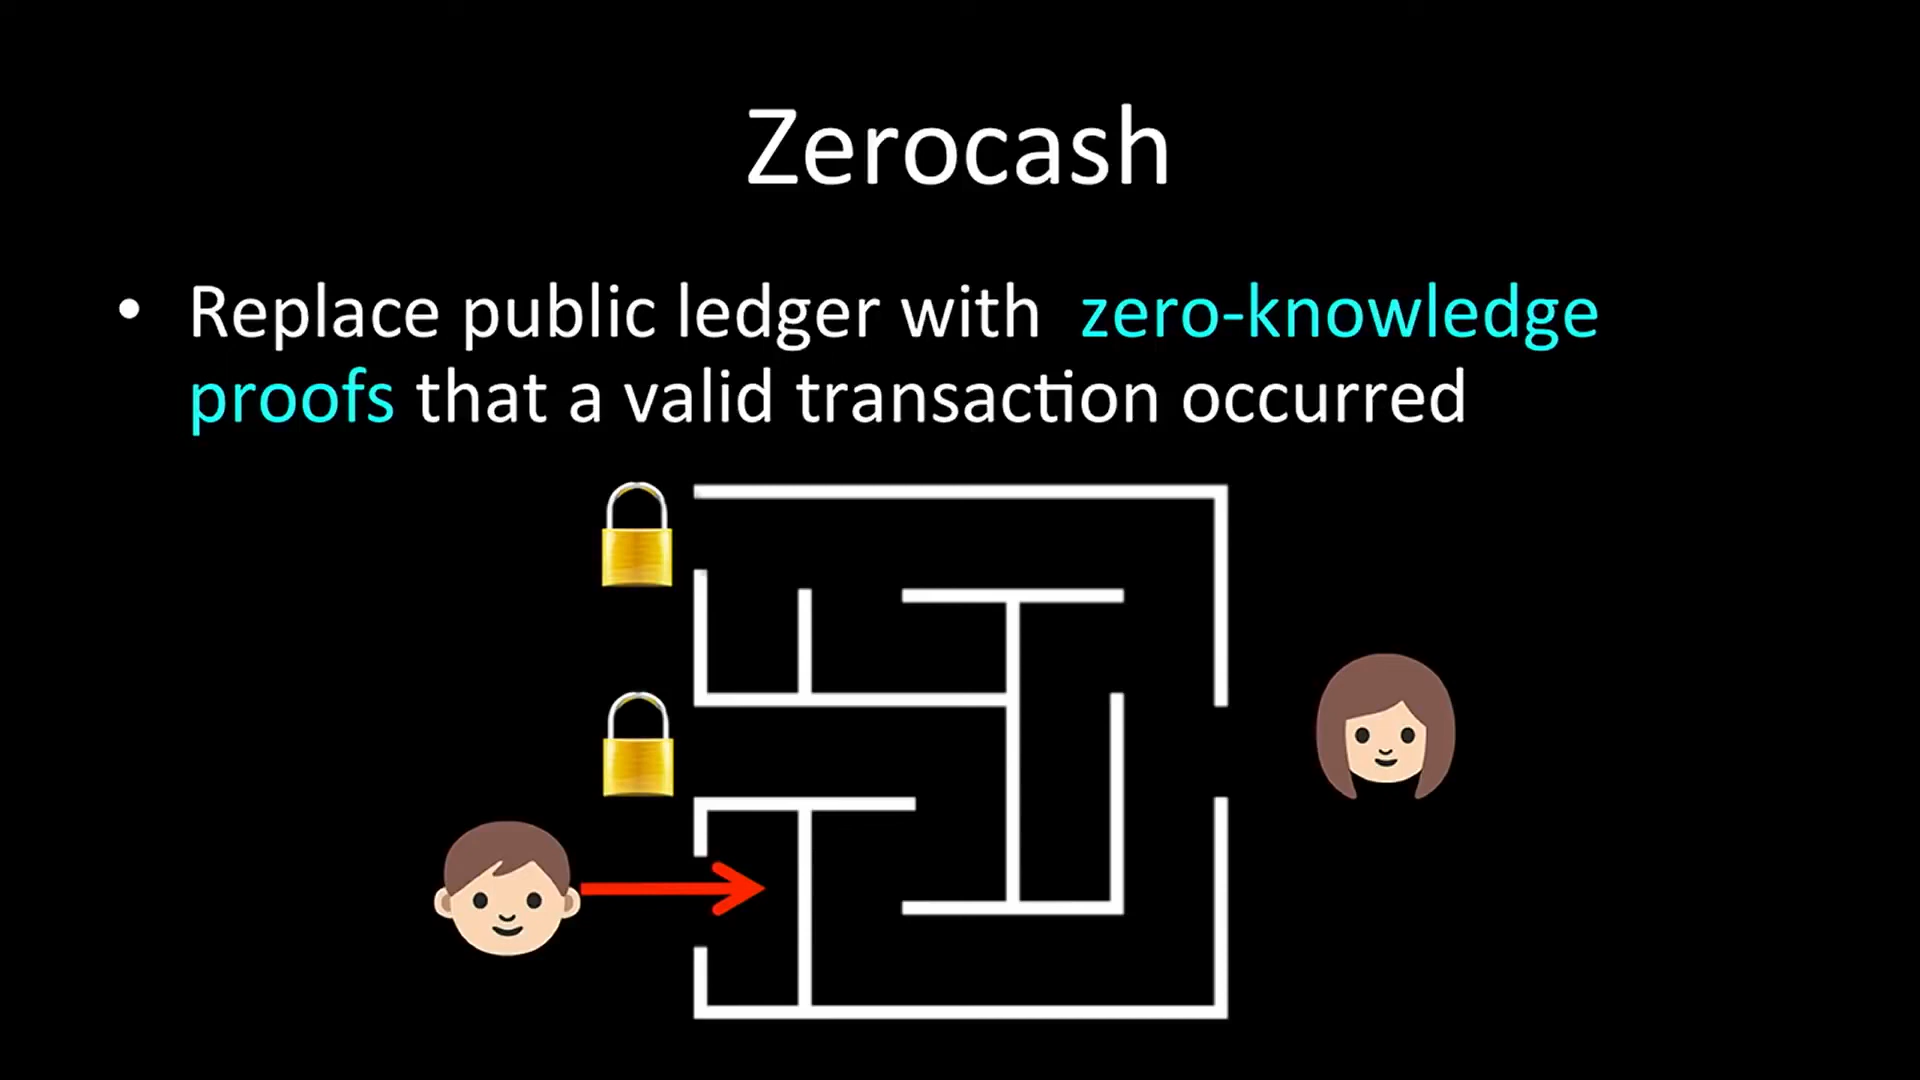 Zerocash
• Replace public ledger with zero-knowledge
proofs that a valid transaction occurred